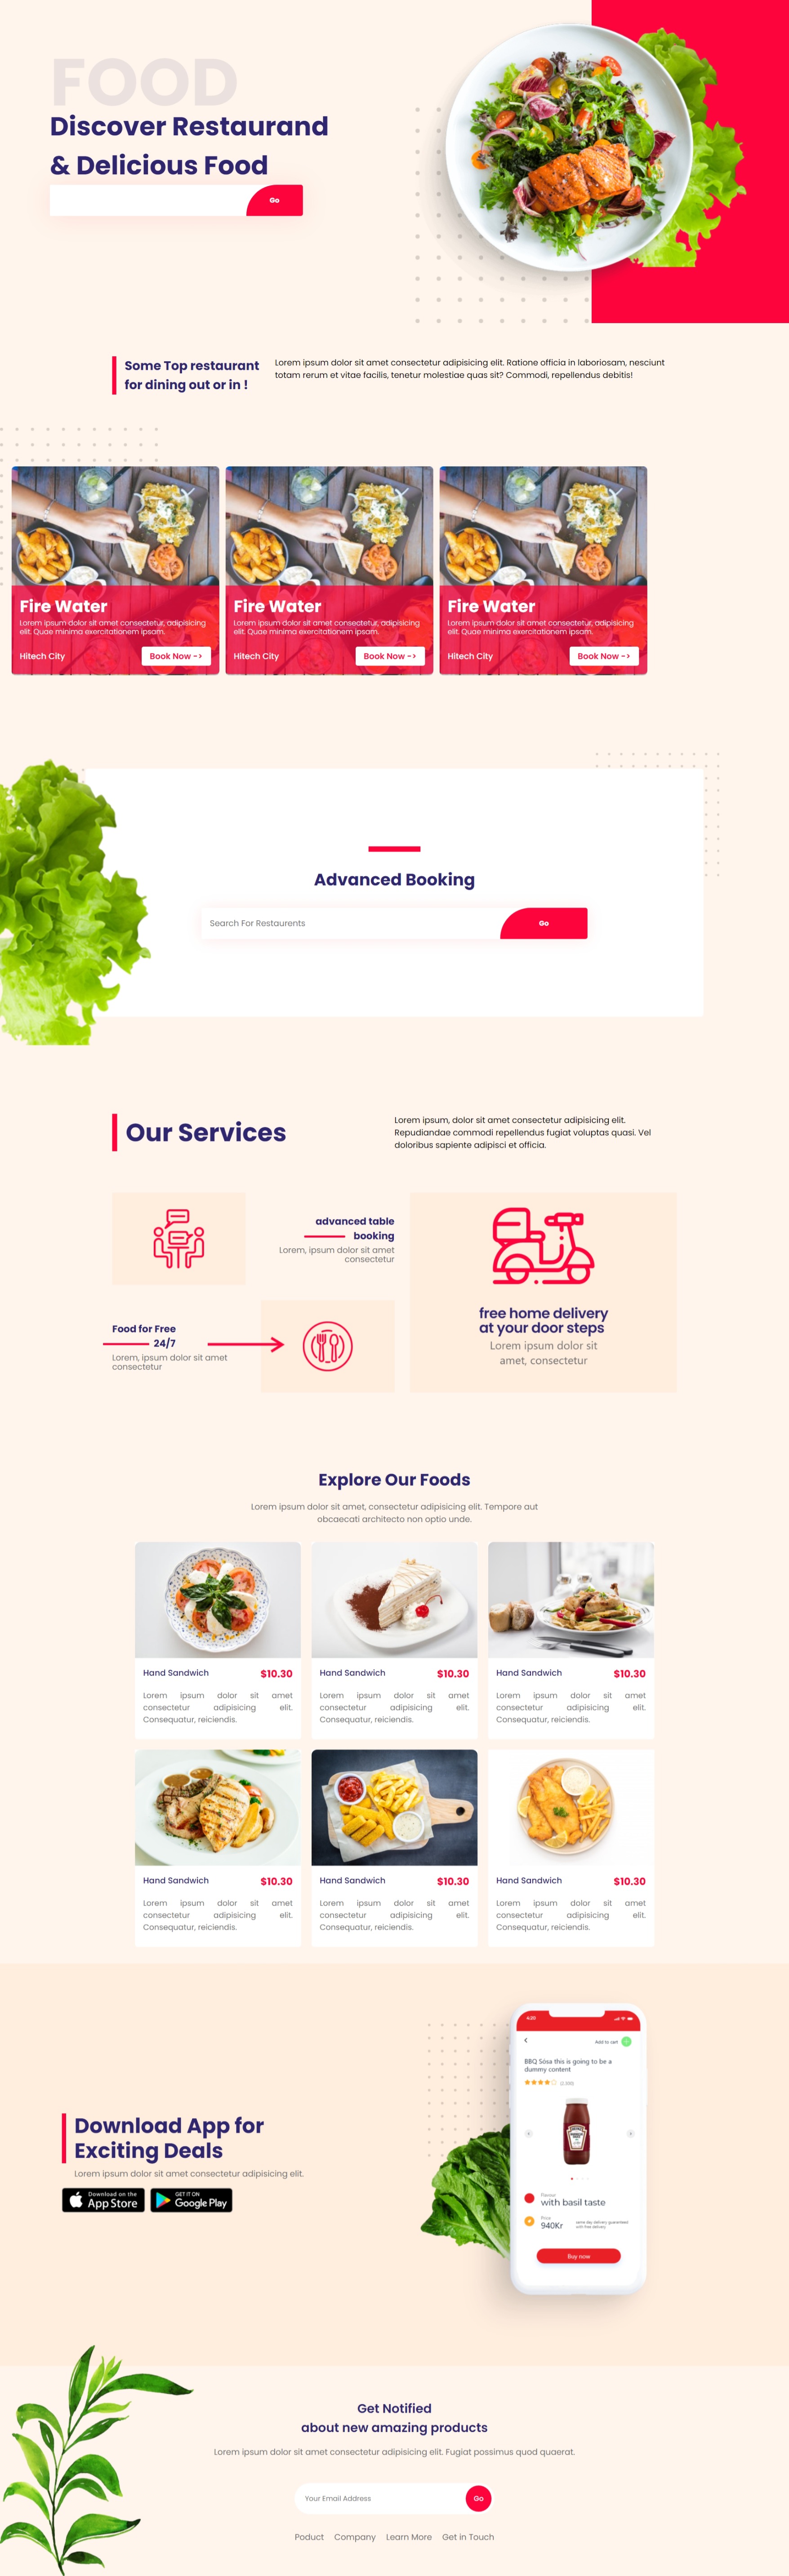 FOOD
Discover Restaurand
& Delicious Food
Go
Some Top restaurant
for dining out or in !
Lorem ipsum dolor sit amet consectetur adipisicing elit. Ratione officia in laboriosam, nesciunt
totam rerum et vitae facilis, tenetur molestiae quas sit? Commodi, repellendus debitis!
Fire Water
Lorem ipsum dolor sit amet consectetur, adipisicing
elit. Quae minima exercitationem ipsam.
Hitech City
Book Now ->
Fire Water
Lorem ipsum dolor sit amet consectetur, adipisicing
elit. Quae minima exercitationem ipsam.
Hitech City
Book Now ->
Fire Water
Lorem ipsum dolor sit amet consectetur, adipisicing
elit. Quae minima exercitationem ipsam.
Hitech City
Book Now ->
Advanced Booking
Search For Restaurents
Go
Our Services
Lorem ipsum, dolor sit amet consectetur adipisicing elit.
Repudiandae commodi repellendus fugiat voluptas quasi. Vel
doloribus sapiente adipisci et officia.
advanced table
booking
Lorem, ipsum dolor sit amet
consectetur
Food for Free
24/7
Lorem, ipsum dolor sit amet
consectetur
free home delivery
at your door steps
Lorem ipsum dolor sit
amet, consectetur
Explore Our Foods
Lorem ipsum dolor sit amet, consectetur adipisicing elit. Tempore aut
obcaecati architecto non optio unde.
Hand Sandwich
$10.30
Lorem ipsum dolor sit amet
consectetur adipisicing elit.
Consequatur, reiciendis.
Hand Sandwich
$10.30
Lorem ipsum dolor sit amet
consectetur adipisicing elit.
Consequatur, reiciendis.
Hand Sandwich
$10.30
Lorem ipsum dolor sit amet
consectetur adipisicing elit.
Consequatur, reiciendis.
Hand Sandwich
$10.30
Lorem ipsum dolor sit amet
consectetur adipisicing elit.
Consequatur, reiciendis.
Hand Sandwich
$10.30
Lorem ipsum dolor sit amet
consectetur adipisicing elit.
Consequatur, reiciendis.
Hand Sandwich
$10.30
Lorem ipsum dolor sit amet
consectetur adipisicing elit.
Consequatur, reiciendis.
Download App for
Exciting Deals
Lorem ipsum dolor sit amet consectetur adipisicing elit.
Download on the
App Store
GET IT ON
Google Play
4:20
Add to cart
BBQ Sósa this is going to be a
dummy content
HEINZ
Flavour
with basil taste
Price
940Kr
same day delivery guaranteed
with free delivery
Buy now
Get Notified
about new amazing products
Lorem ipsum dolor sit amet consectetur adipisicing elit. Fugiat possimus quod quaerat.
Your Email Address
Go
Poduct
Company
Learn More
Get in Touch